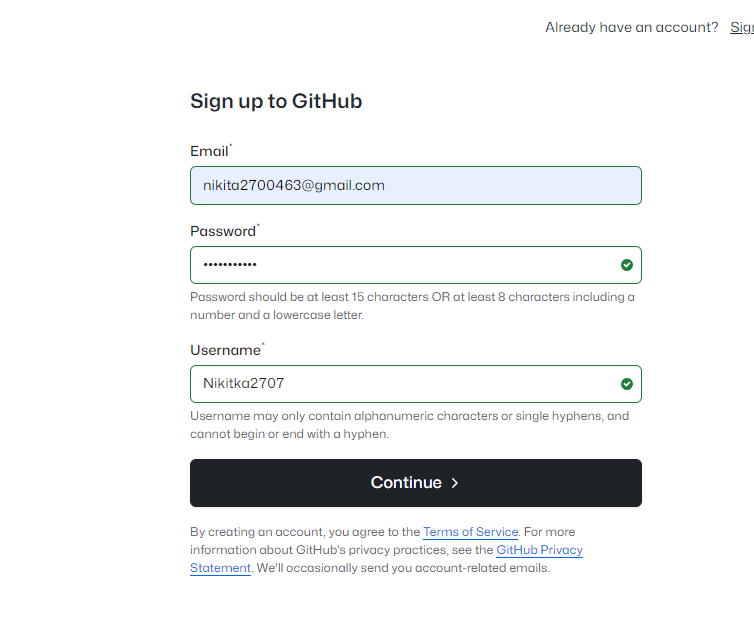 Already have an account?
Sign up to GitHub
Email*
nikita2700463@gmail.com
Password*
•••••••••••
Password should be at least 15 characters OR at least 8 characters including a
number and a lowercase letter.
Username*
Nikitka2707
Username may only contain alphanumeric characters or single hyphens, and
cannot begin or end with a hyphen.
Continue
By creating an account, you agree to the Terms of Service. For more
information about GitHub's privacy practices, see the GitHub Privacy
Statement. We'll occasionally send you account-related emails.